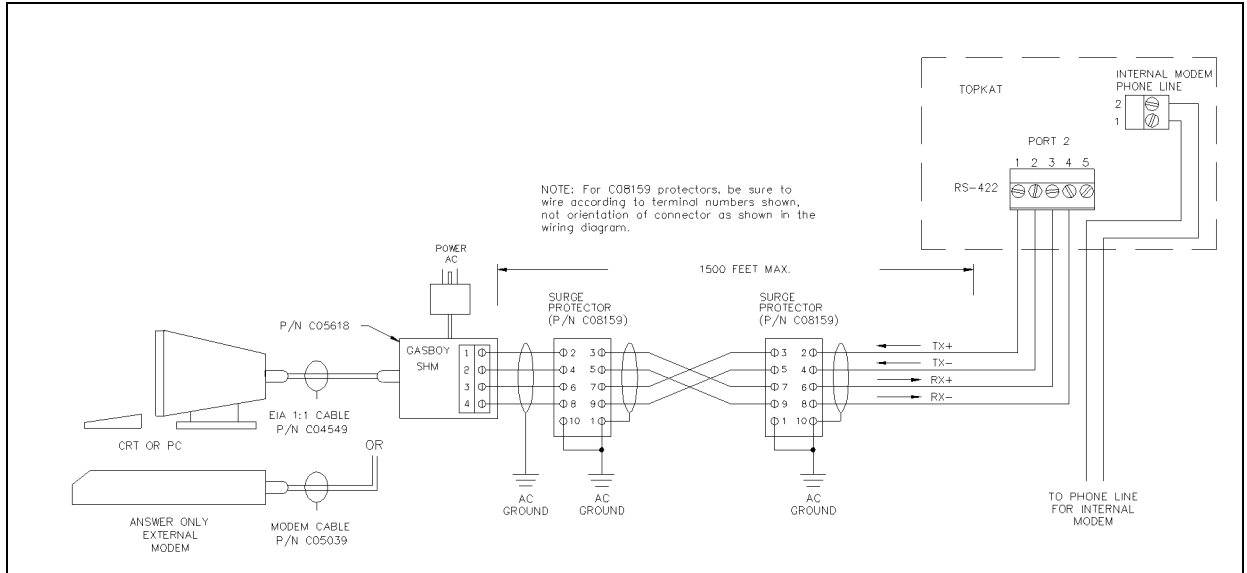 TOPKAT
INTERNAL MODEM
PHONE LINE
2
1
PORT 2
1 2 3 4 5
RS-422
NOTE: For C08159 protectors, be sure to
wire according to terminal numbers shown,
not orientation of connector as shown in the
wiring diagram.
POWER
AC
1500 FEET MAX.
SURGE
PROTECTOR
(P/N C08159)
SURGE
PROTECTOR
(P/N C08159)
P/N C05618
GASBOY
SHM
1
2
3
4
2 3
4 5
6 7
8 9
10 1
3 2
5 4
7 6
9 8
1 10
TX+
TX-
RX+
RX-
EIA 1:1 CABLE
P/N C04549
CRT OR PC
OR
AC
GROUND
AC
GROUND
AC
GROUND
ANSWER ONLY
EXTERNAL
MODEM
MODEM CABLE
P/N C05039
TO PHONE LINE
FOR INTERNAL
MODEM